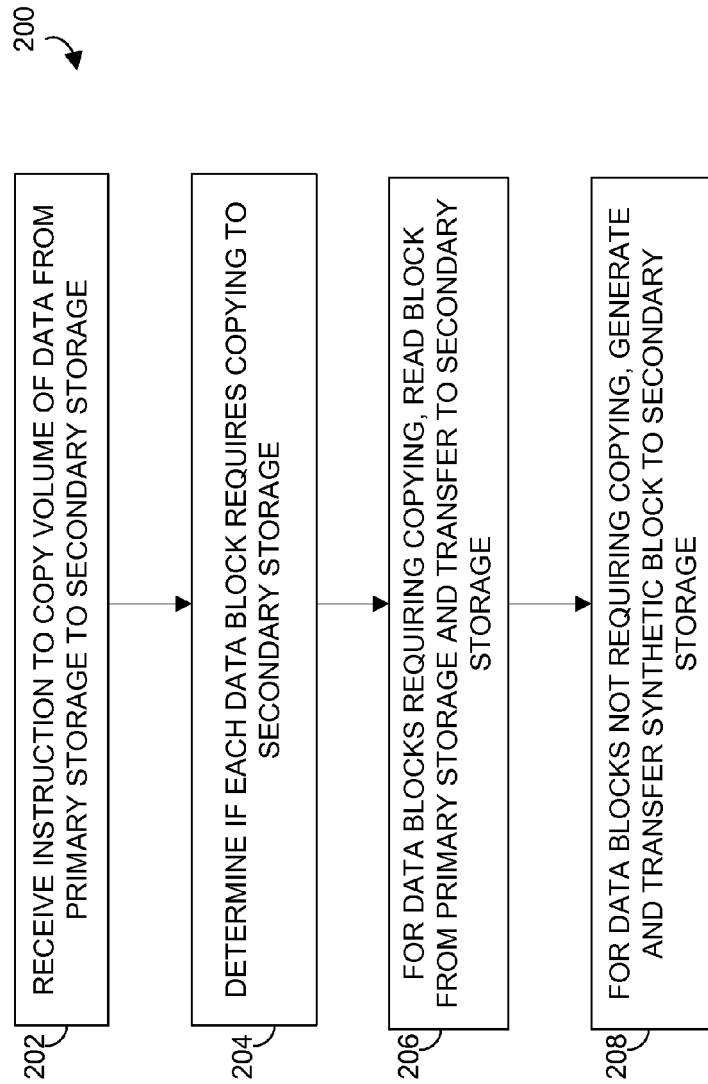 200
202
RECEIVE INSTRUCTION TO COPY VOLUME OF DATA FROM
PRIMARY STORAGE TO SECONDARY STORAGE
204
DETERMINE IF EACH DATA BLOCK REQUIRES COPYING TO
SECONDARY STORAGE
206
FOR DATA BLOCKS REQUIRING COPYING, READ BLOCK
FROM PRIMARY STORAGE AND TRANSFER TO SECONDARY
STORAGE
208
FOR DATA BLOCKS NOT REQUIRING COPYING, GENERATE
AND TRANSFER SYNTHETIC BLOCK TO SECONDARY
STORAGE